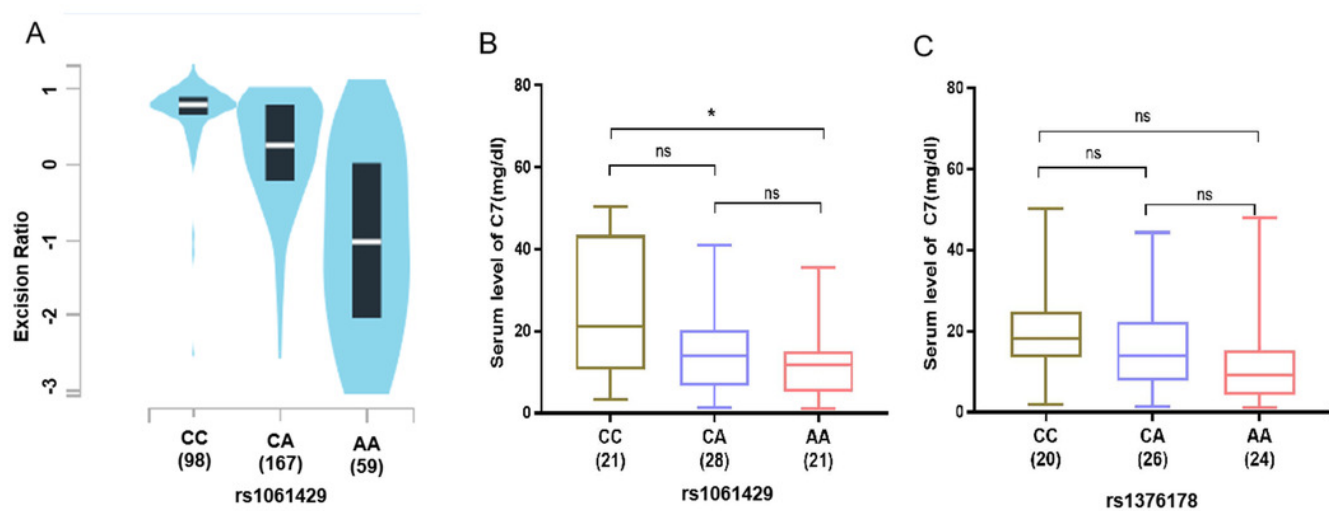 A
Excision Ratio
1
0
-1
-2
-3
CC CA AA
(98) (167) (59)
rs1061429
B
Serum level of C7(mg/dl)
80
60
40
20
0
*
ns
ns
CC CA AA
(21) (28) (21)
rs1061429
C
Serum level of C7(mg/dl)
80
60
40
20
0
ns
ns
ns
CC CA AA
(20) (26) (24)
rs1376178